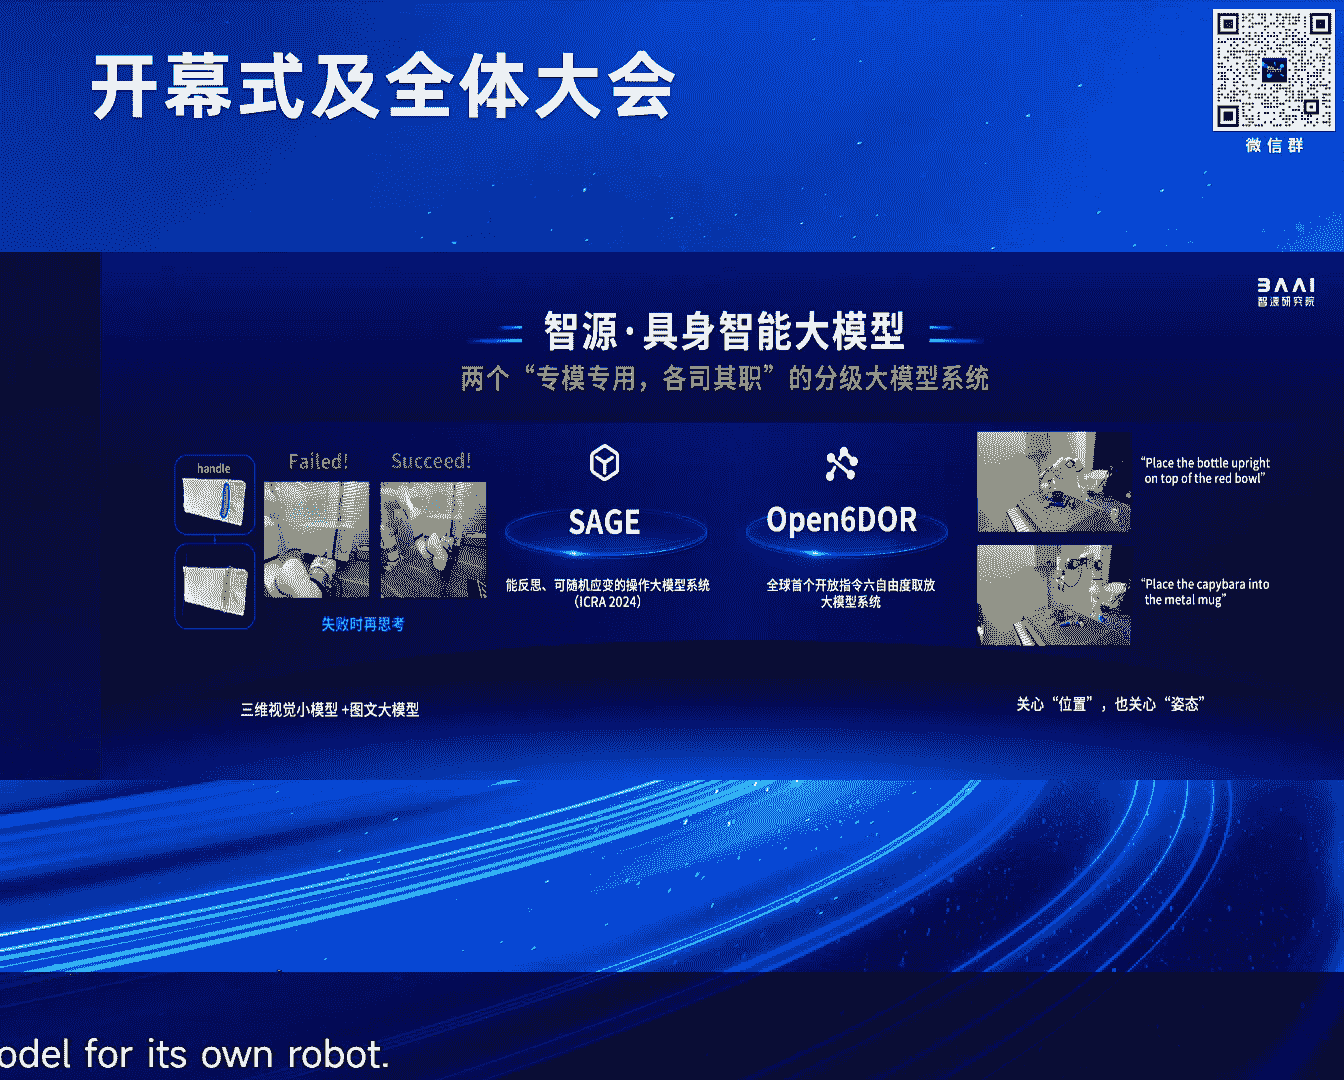 开幕式及全体大会
微信群
BAAI
智源研究院
智源·具身智能大模型
两个“专模专用，各司其职”的分级大模型系统
handle
Failed!
Succeed!
失败时再思考
三维视觉小模型+图文大模型
SAGE
能反思、可随机应变的操作大模型系统
（ICRA 2024）
Open6DOR
全球首个开放指令六自由度取放
大模型系统
“Place the bottle upright
on top of the red bowl”
“Place the capybara into
the metal mug”
关心“位置”，也关心“姿态”
odel for its own robot.